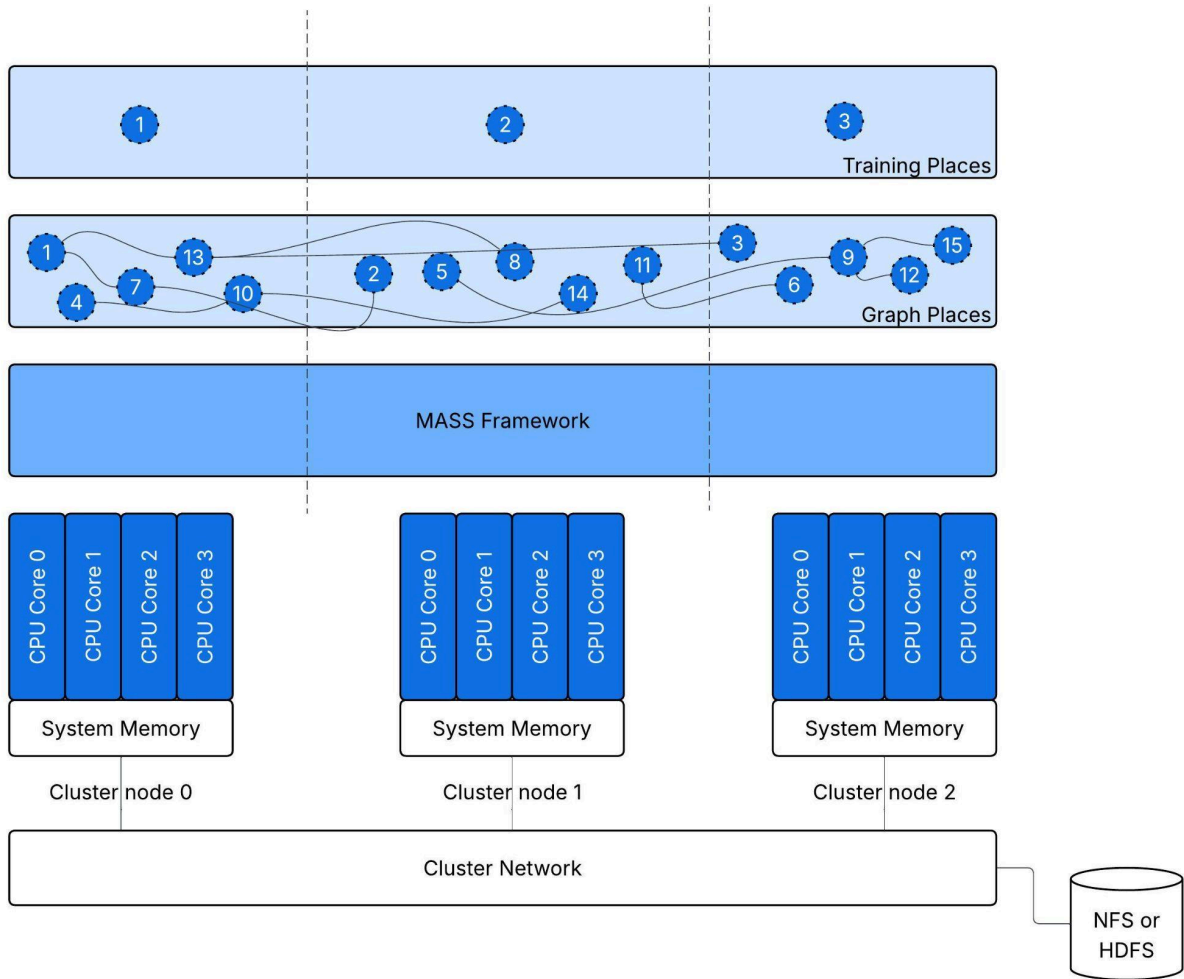 1
2
3
Training Places
1
13
8
3
15
2
5
11
9
12
4
7
10
14
6
Graph Places
MASS Framework
CPU Core 0
CPU Core 1
CPU Core 2
CPU Core 3
CPU Core 0
CPU Core 1
CPU Core 2
CPU Core 3
CPU Core 0
CPU Core 1
CPU Core 2
CPU Core 3
System Memory
System Memory
System Memory
Cluster node 0
Cluster node 1
Cluster node 2
Cluster Network
NFS or
HDFS